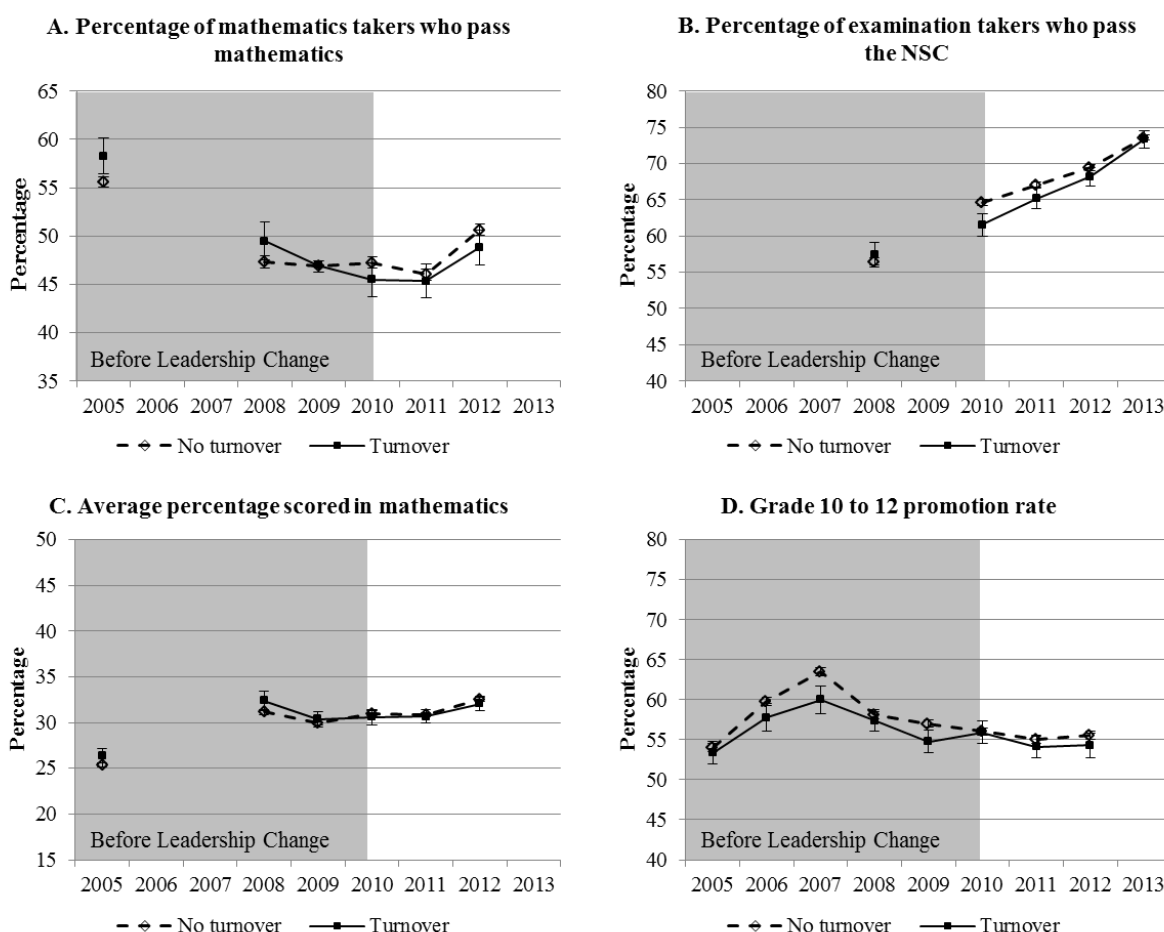 A. Percentage of mathematics takers who pass
mathematics
Percentage
65
60
55
50
45
40
35
Before Leadership Change
2005 2006 2007 2008 2009 2010 2011 2012 2013
No turnover Turnover
B. Percentage of examination takers who pass
the NSC
Percentage
80
75
70
65
60
55
50
45
40
Before Leadership Change
2005 2006 2007 2008 2009 2010 2011 2012 2013
No turnover Turnover
C. Average percentage scored in mathematics
Percentage
50
45
40
35
30
25
20
15
Before Leadership Change
2005 2006 2007 2008 2009 2010 2011 2012 2013
No turnover Turnover
D. Grade 10 to 12 promotion rate
Percentage
80
75
70
65
60
55
50
45
40
Before Leadership Change
2005 2006 2007 2008 2009 2010 2011 2012 2013
No turnover Turnover